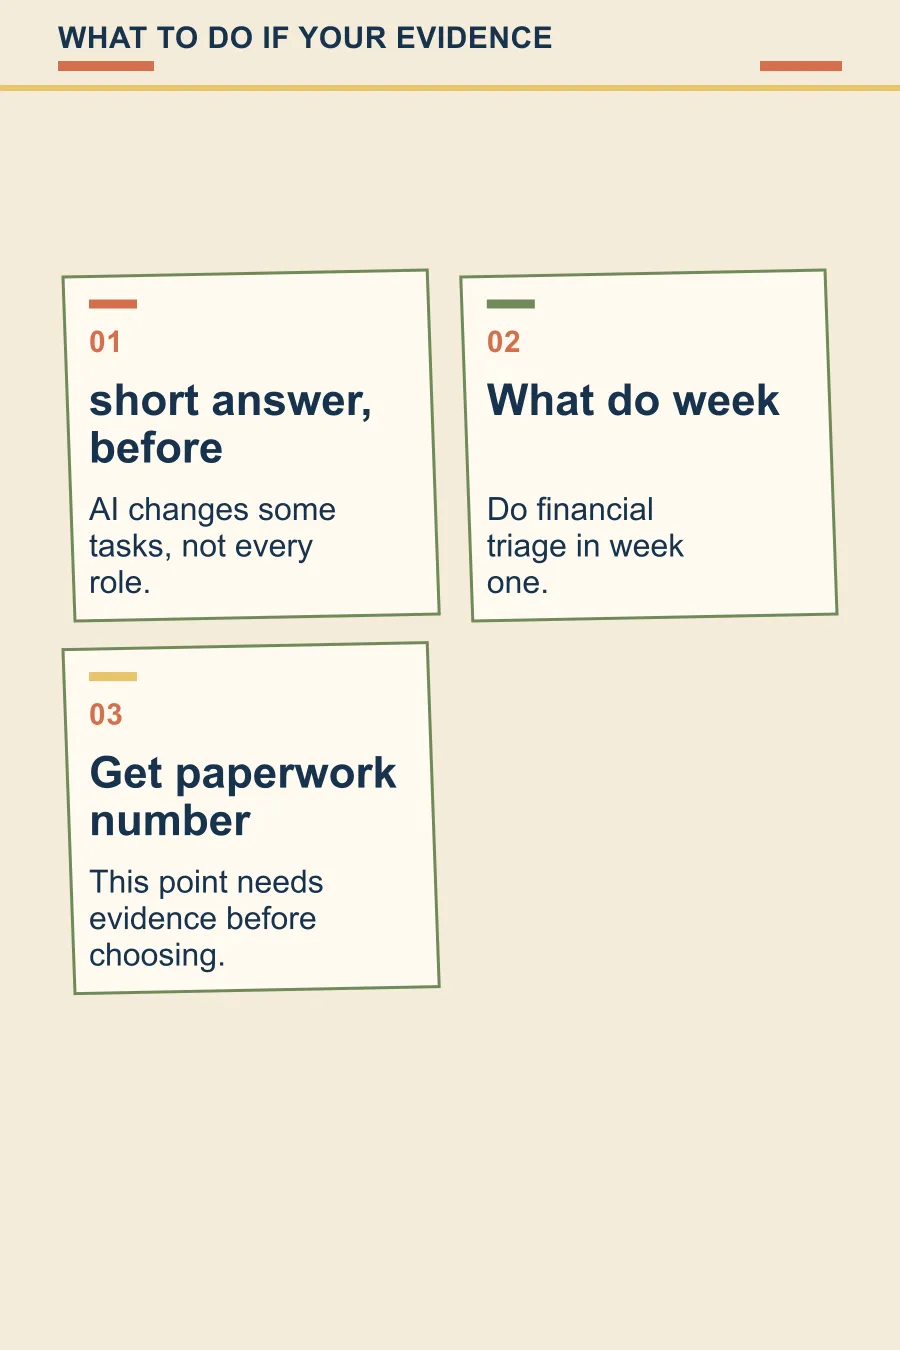 WHAT TO DO IF YOUR EVIDENCE
01
short answer,
before
AI changes some
tasks, not every
role.
02
What do week
Do financial
triage in week
one.
03
Get paperwork
number
This point needs
evidence before
choosing.